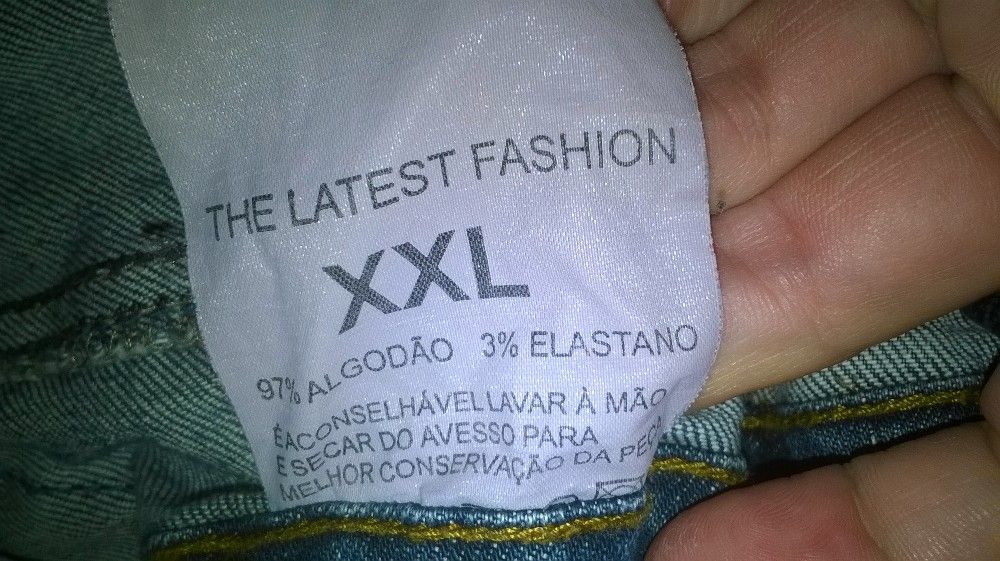 THE LATEST FASHION
XXL
97% ALGODÃO 3% ELASTANO
É ACONSELHÁVEL LAVAR À MÃO
E SECAR DO AVESSO PARA
MELHOR CONSERVAÇÃO DA PEÇA